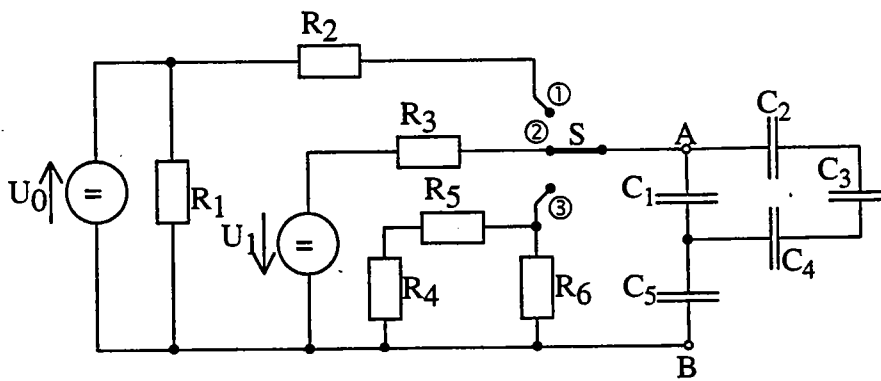 R2
①
C2
②
S
A
R3
C3
U0
=
R1
R5
C1
③
U1
=
C4
R4
R6
C5
B